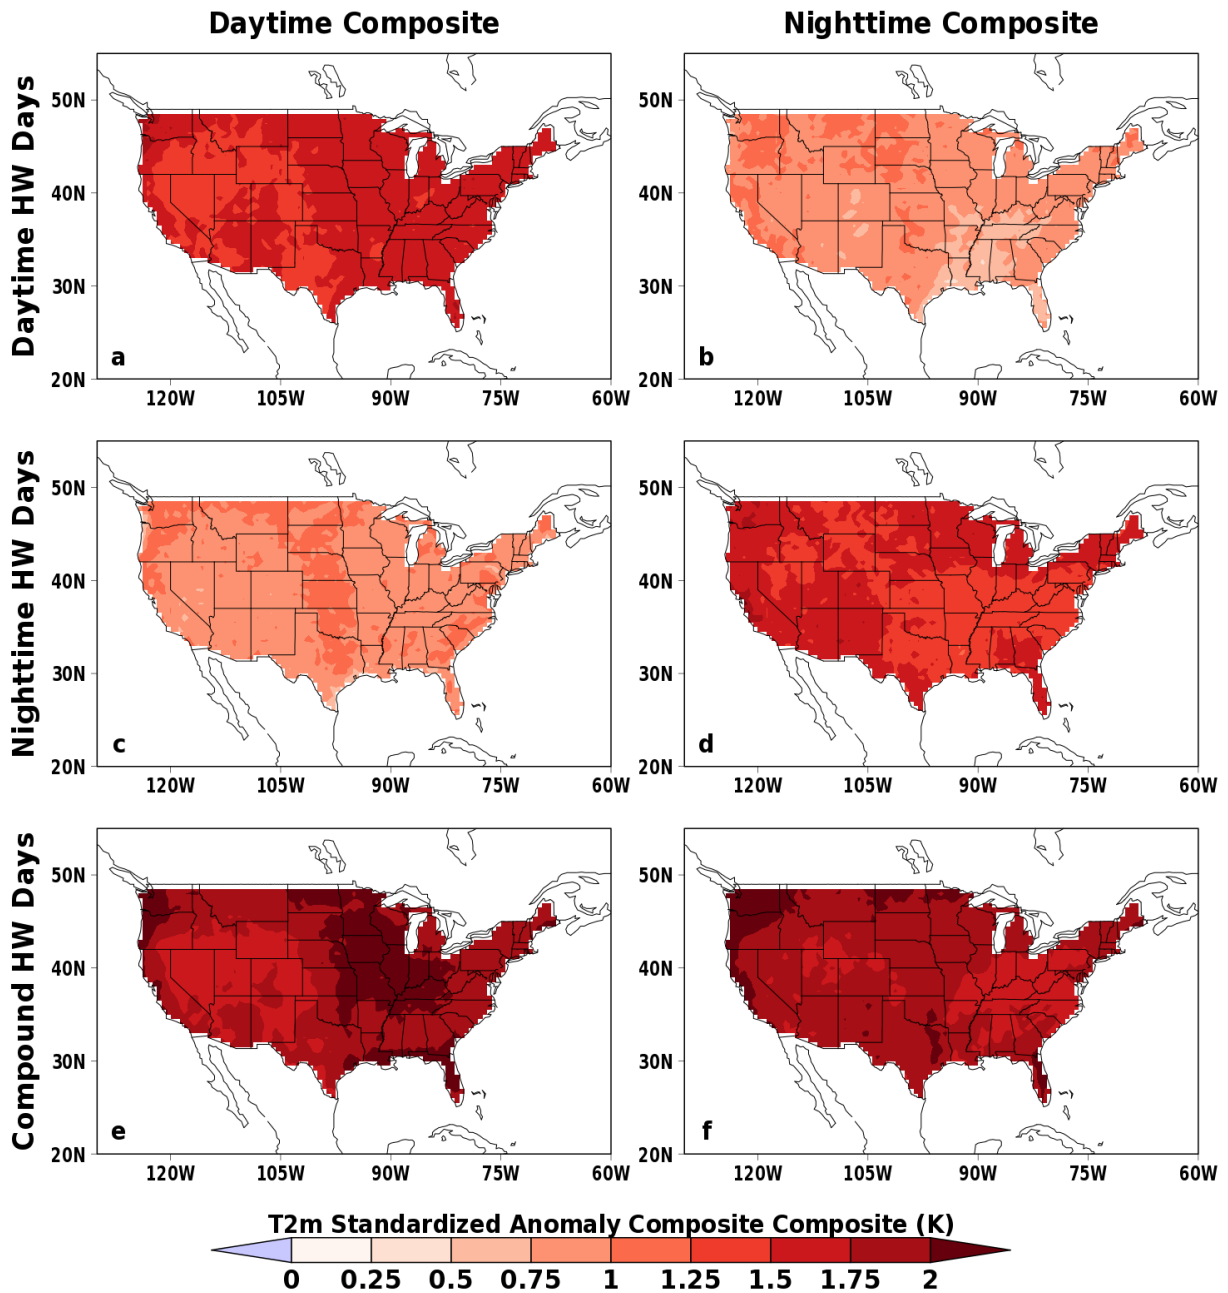 Daytime Composite
Nighttime Composite
Daytime HW Days
50N
40N
30N
20N
120W 105W 90W 75W 60W
a
50N
40N
30N
20N
120W 105W 90W 75W 60W
b
Nighttime HW Days
50N
40N
30N
20N
120W 105W 90W 75W 60W
c
50N
40N
30N
20N
120W 105W 90W 75W 60W
d
Compound HW Days
50N
40N
30N
20N
120W 105W 90W 75W 60W
e
50N
40N
30N
20N
120W 105W 90W 75W 60W
f
T2m Standardized Anomaly Composite Composite (K)
0 0.25 0.5 0.75 1 1.25 1.5 1.75 2